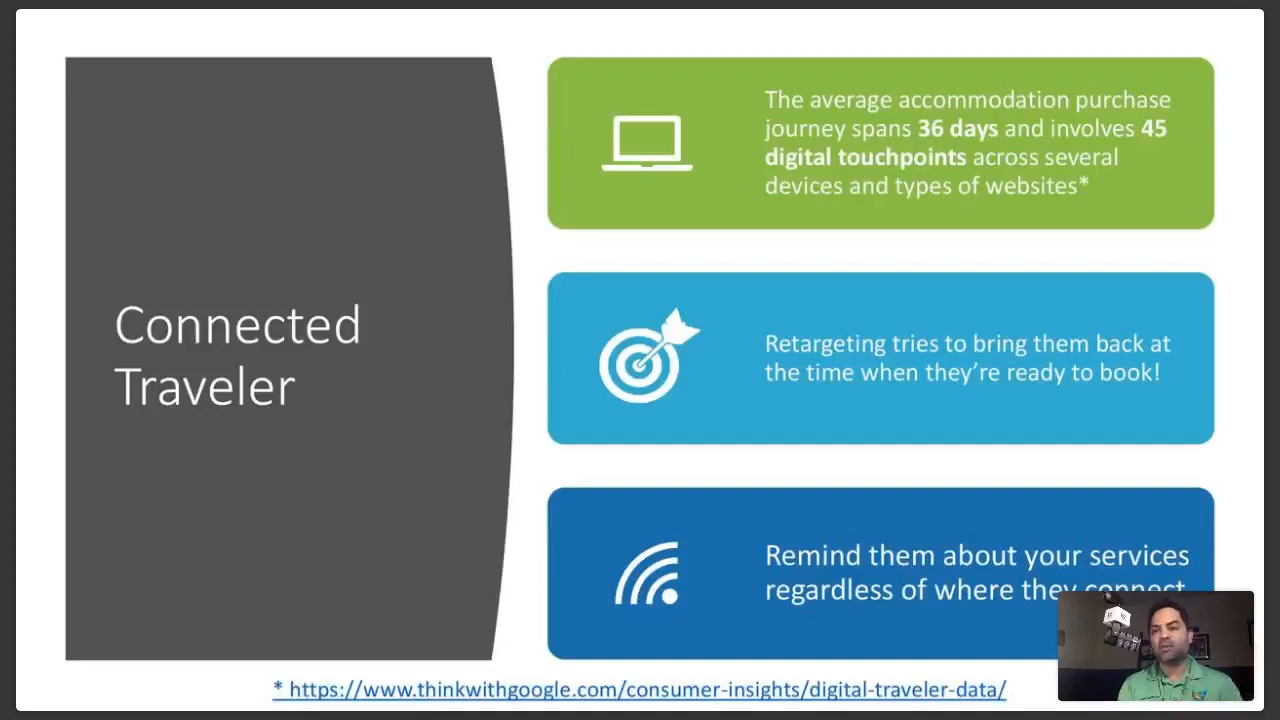 Connected
Traveler
The average accommodation purchase
journey spans 36 days and involves 45
digital touchpoints across several
devices and types of websites*
Retargeting tries to bring them back at
the time when they're ready to book!
Remind them about your services
regardless of where they connect
* https://www.thinkwithgoogle.com/consumer-insights/digital-traveler-data/